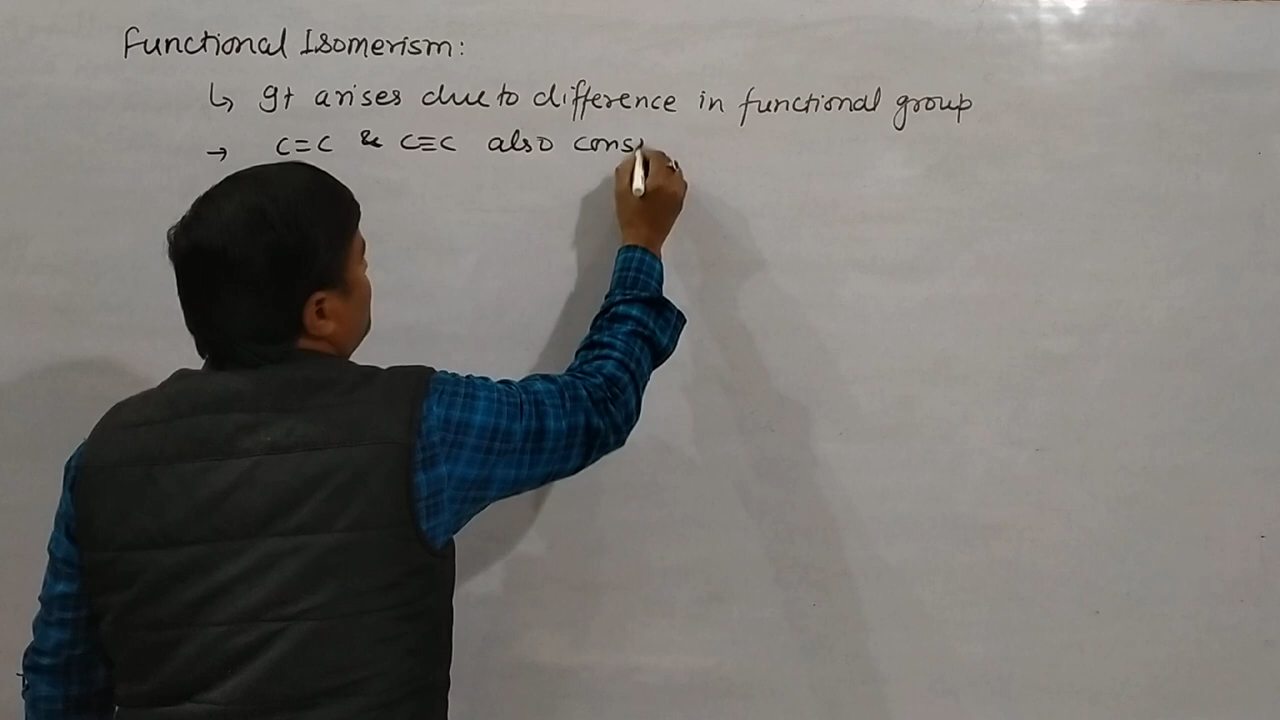 Functional Isomerism:
↳ It arises due to difference in functional group
→ C=C & C≡C also cons